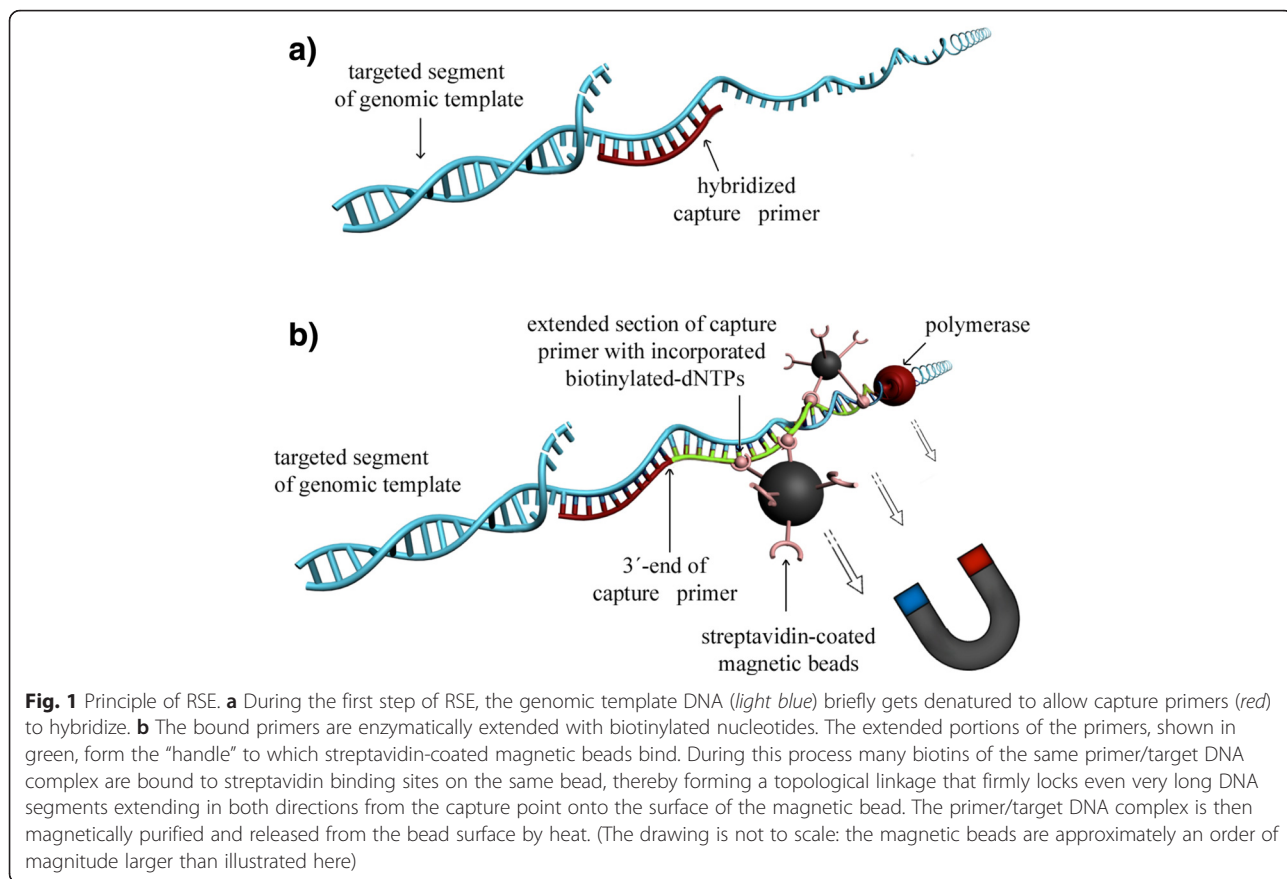 a)
targeted segment
of genomic template
hybridized
capture primer
b)
extended section of capture
primer with incorporated
biotinylated-dNTPs
polymerase
targeted segment
of genomic template
3´-end of
capture primer
streptavidin-coated
magnetic beads
Fig. 1 Principle of RSE. a During the first step of RSE, the genomic template DNA (light blue) briefly gets denatured to allow capture primers (red)
to hybridize. b The bound primers are enzymatically extended with biotinylated nucleotides. The extended portions of the primers, shown in
green, form the “handle” to which streptavidin-coated magnetic beads bind. During this process many biotins of the same primer/target DNA
complex are bound to streptavidin binding sites on the same bead, thereby forming a topological linkage that firmly locks even very long DNA
segments extending in both directions from the capture point onto the surface of the magnetic bead. The primer/target DNA complex is then
magnetically purified and released from the bead surface by heat. (The drawing is not to scale: the magnetic beads are approximately an order of
magnitude larger than illustrated here)